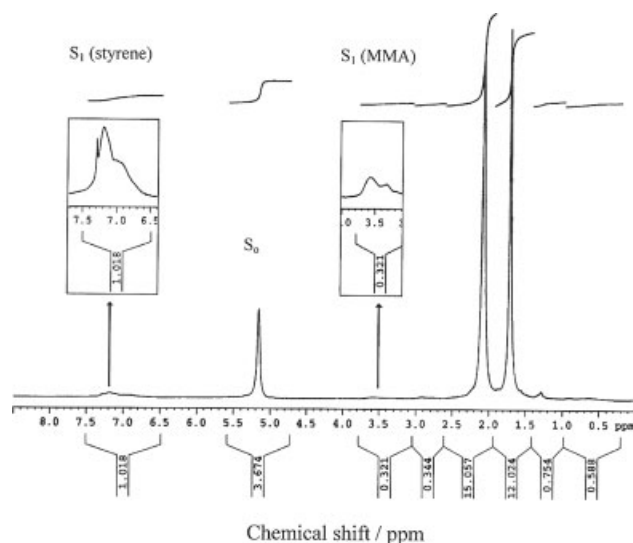 S₁ (styrene)
S₁ (MMA)
7.5 7.0 6.5
1.018
S₀
.0 3.5 3
0.321
8.0 7.5 7.0 6.5 6.0 5.5 5.0 4.5 4.0 3.5 3.0 2.5 2.0 1.5 1.0 0.5 ppm
1.018 3.674 0.321 0.344 15.057 12.024 0.754 0.588
Chemical shift / ppm